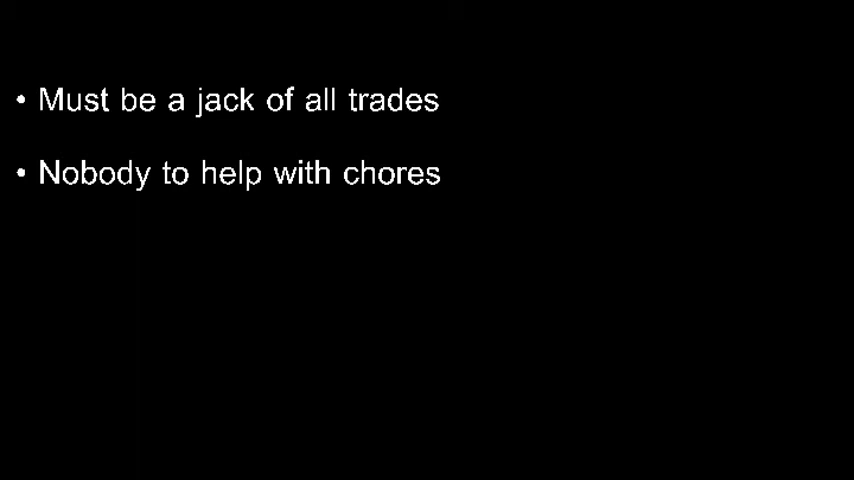 • Must be a jack of all trades
• Nobody to help with chores